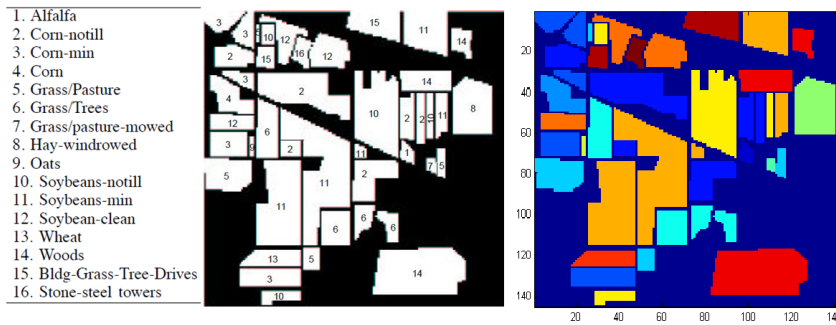 1. Alfalfa
2. Corn-notill
3. Corn-min
4. Corn
5. Grass/Pasture
6. Grass/Trees
7. Grass/pasture-mowed
8. Hay-windrowed
9. Oats
10. Soybeans-notill
11. Soybeans-min
12. Soybean-clean
13. Wheat
14. Woods
15. Bldg-Grass-Tree-Drives
16. Stone-steel towers
3 3 5 10 12 16 12 15 11 14
2 15
3 2 14
4 10 8
12 6 2 2 10 11
3 9 2 11 1
5 2 7 5
11 11
6 6 6
13 5
3 14
10
20
40
60
80
100
120
140
20 40 60 80 100 120 140